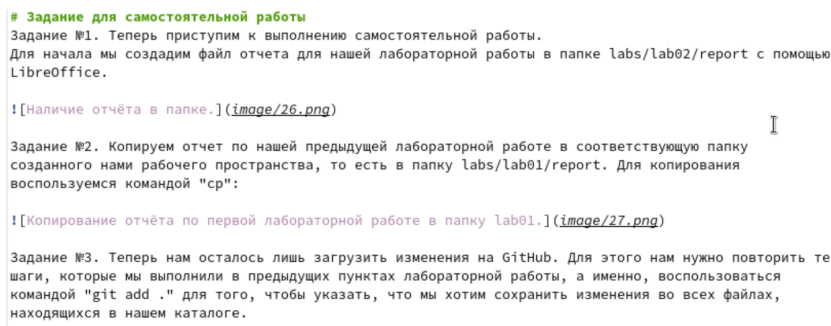 # Задание для самостоятельной работы
Задание №1. Теперь приступим к выполнению самостоятельной работы.
Для начала мы создадим файл отчета для нашей лабораторной работы в папке labs/lab02/report с помощью
LibreOffice.
![Наличие отчёта в папке.](image/26.png)
Задание №2. Копируем отчет по нашей предыдущей лабораторной работе в соответствующую папку
созданного нами рабочего пространства, то есть в папку labs/lab01/report. Для копирования
воспользуемся командой "cp":
![Копирование отчёта по первой лабораторной работе в папку lab01.](image/27.png)
Задание №3. Теперь нам осталось лишь загрузить изменения на GitHub. Для этого нам нужно повторить те
шаги, которые мы выполнили в предыдущих пунктах лабораторной работы, а именно, воспользоваться
командой "git add ." для того, чтобы указать, что мы хотим сохранить изменения во всех файлах,
находящихся в нашем каталоге.